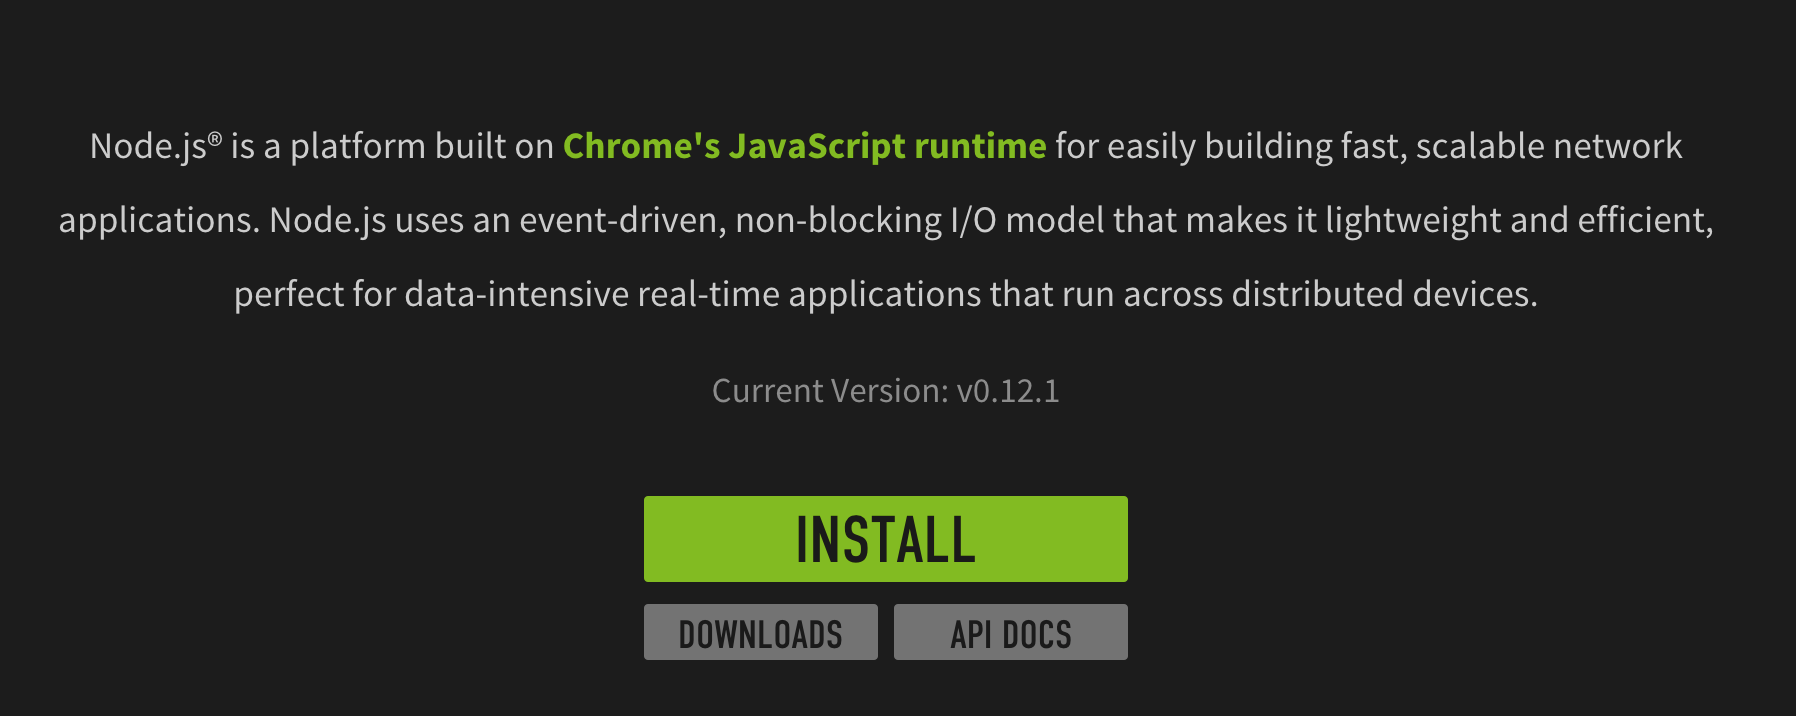 Node.js® is a platform built on Chrome's JavaScript runtime for easily building fast, scalable network
applications. Node.js uses an event-driven, non-blocking I/O model that makes it lightweight and efficient,
perfect for data-intensive real-time applications that run across distributed devices.
Current Version: v0.12.1
INSTALL
DOWNLOADS
API DOCS